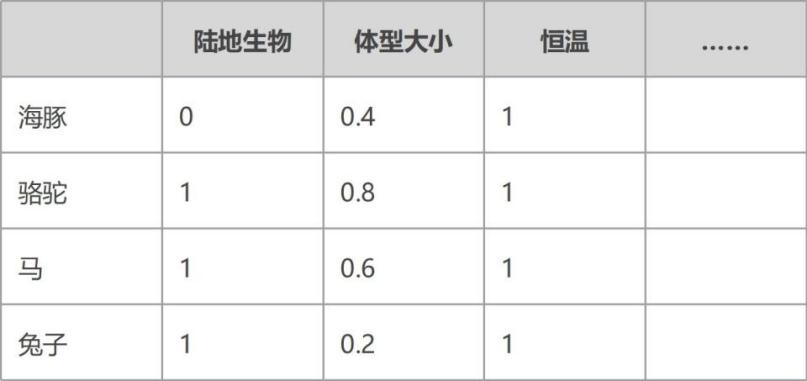 陆地生物 体型大小 恒温 ……
海豚 0 0.4 1
骆驼 1 0.8 1
马 1 0.6 1
兔子 1 0.2 1